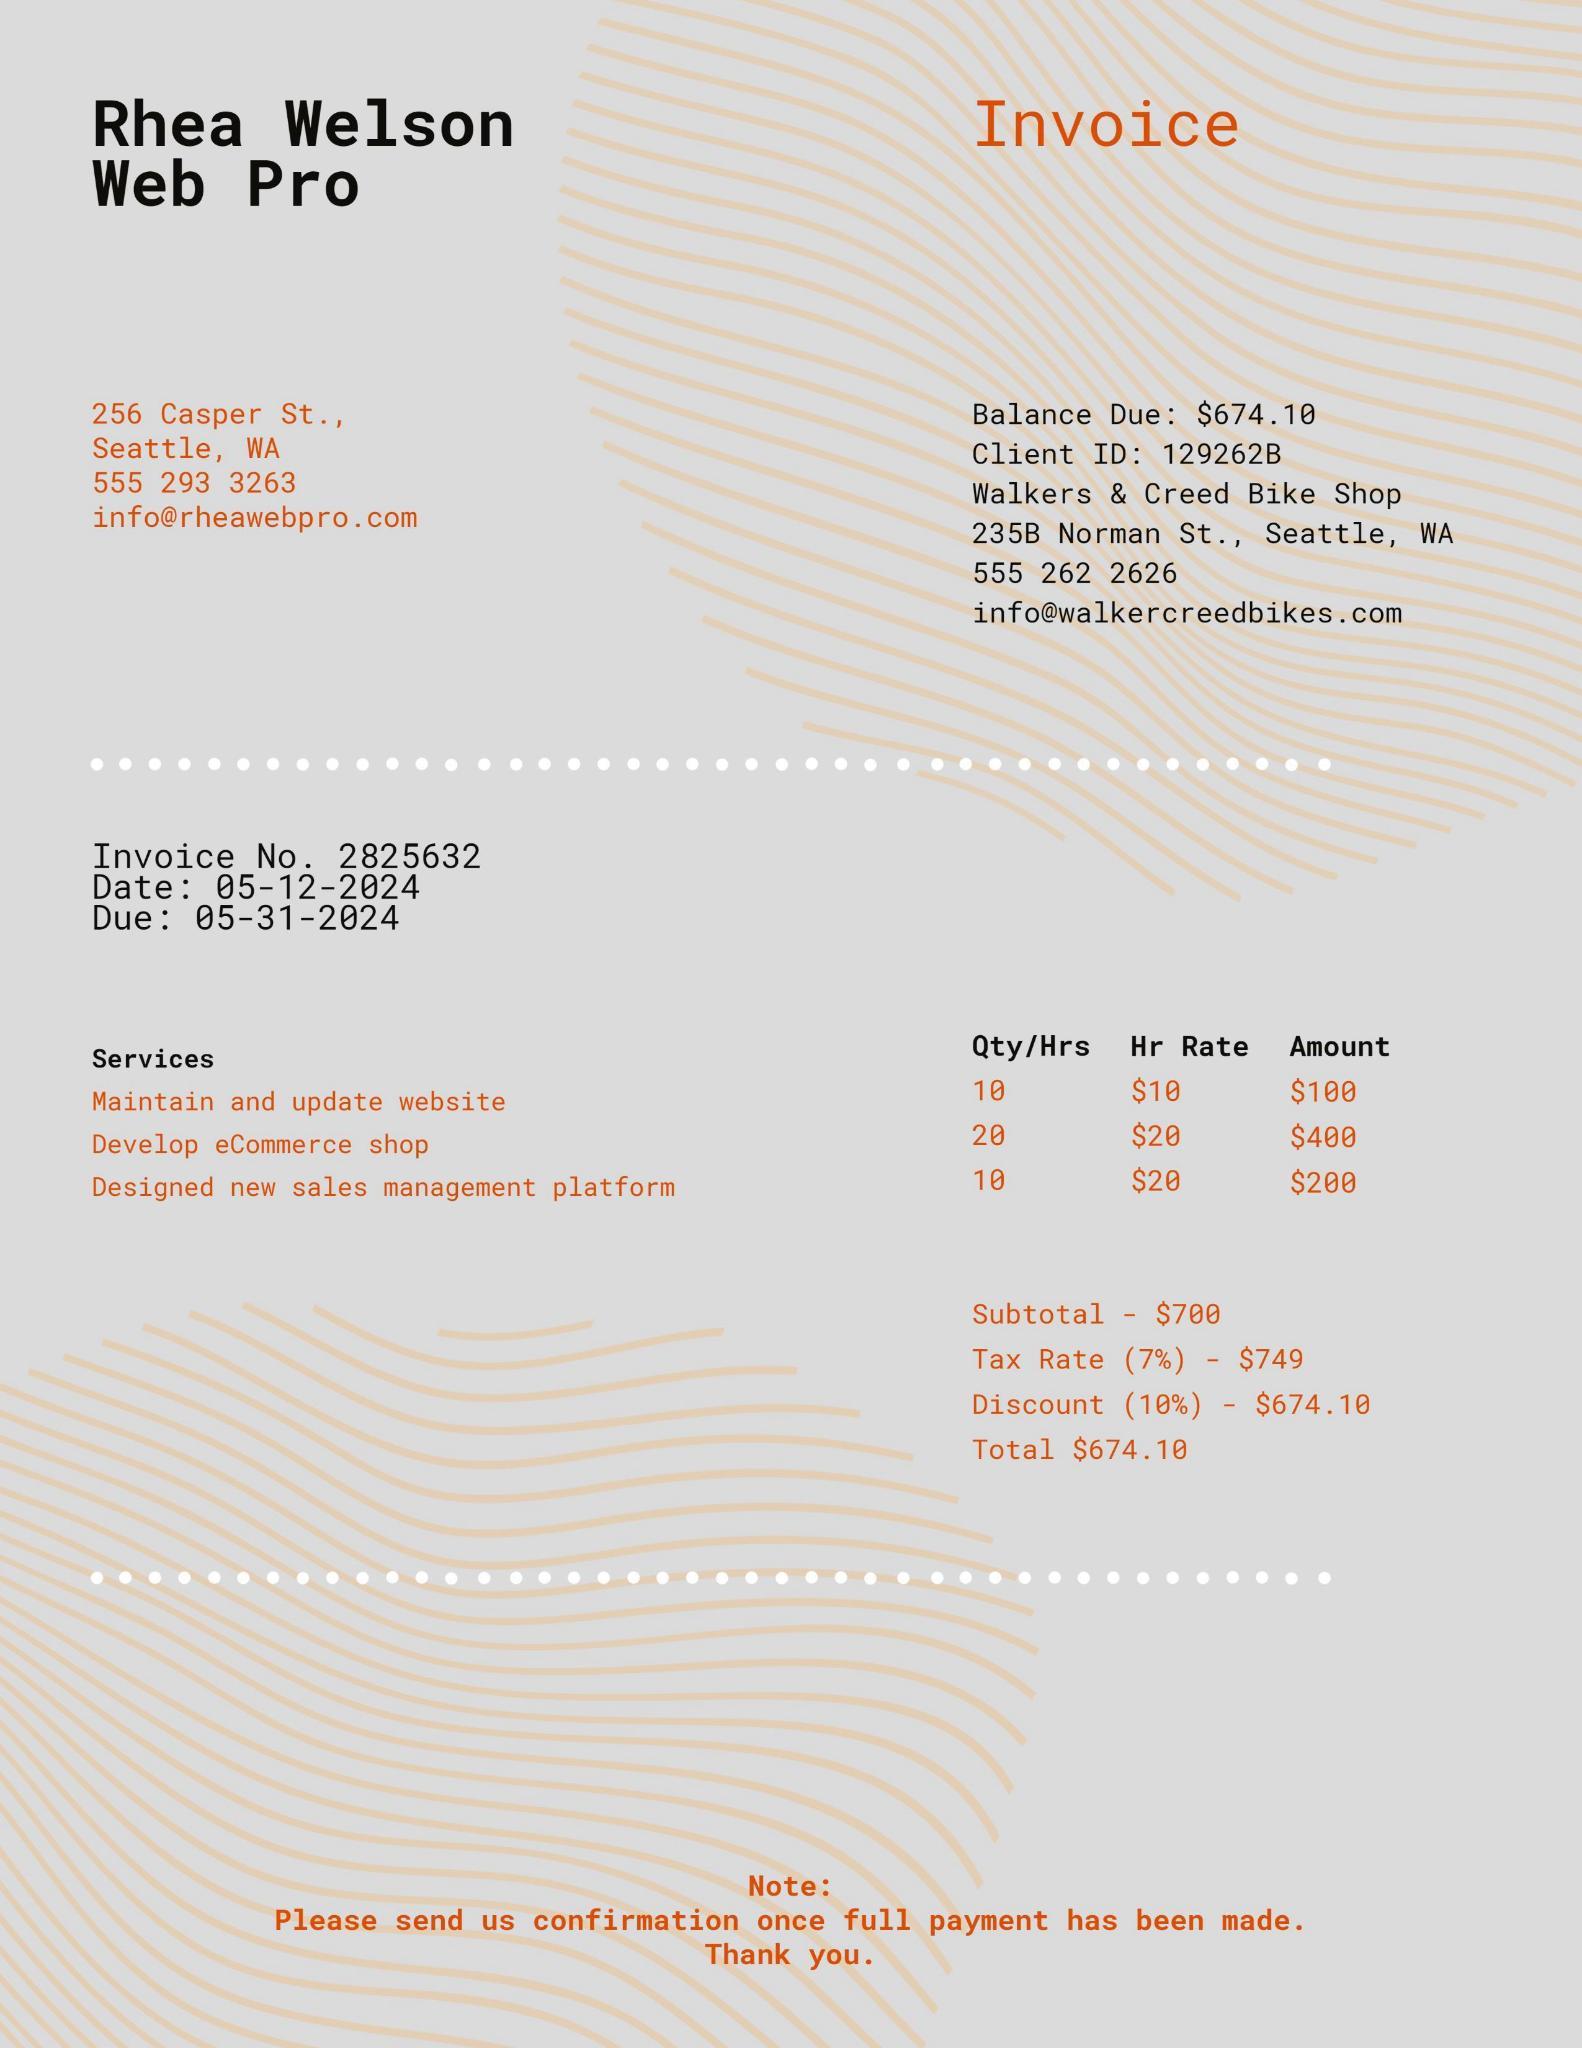 Rhea Welson
Web Pro
Invoice
256 Casper St.,
Seattle, WA
555 293 3263
info@rheawebpro.com
Balance Due: $674.10
Client ID: 129262B
Walkers & Creed Bike Shop
235B Norman St., Seattle, WA
555 262 2626
info@walkercreedbikes.com
Invoice No. 2825632
Date: 05-12-2024
Due: 05-31-2024
Services Qty/Hrs Hr Rate Amount
Maintain and update website 10 $10 $100
Develop eCommerce shop 20 $20 $400
Designed new sales management platform 10 $20 $200
Subtotal - $700
Tax Rate (7%) - $749
Discount (10%) - $674.10
Total $674.10
Note:
Please send us confirmation once full payment has been made.
Thank you.